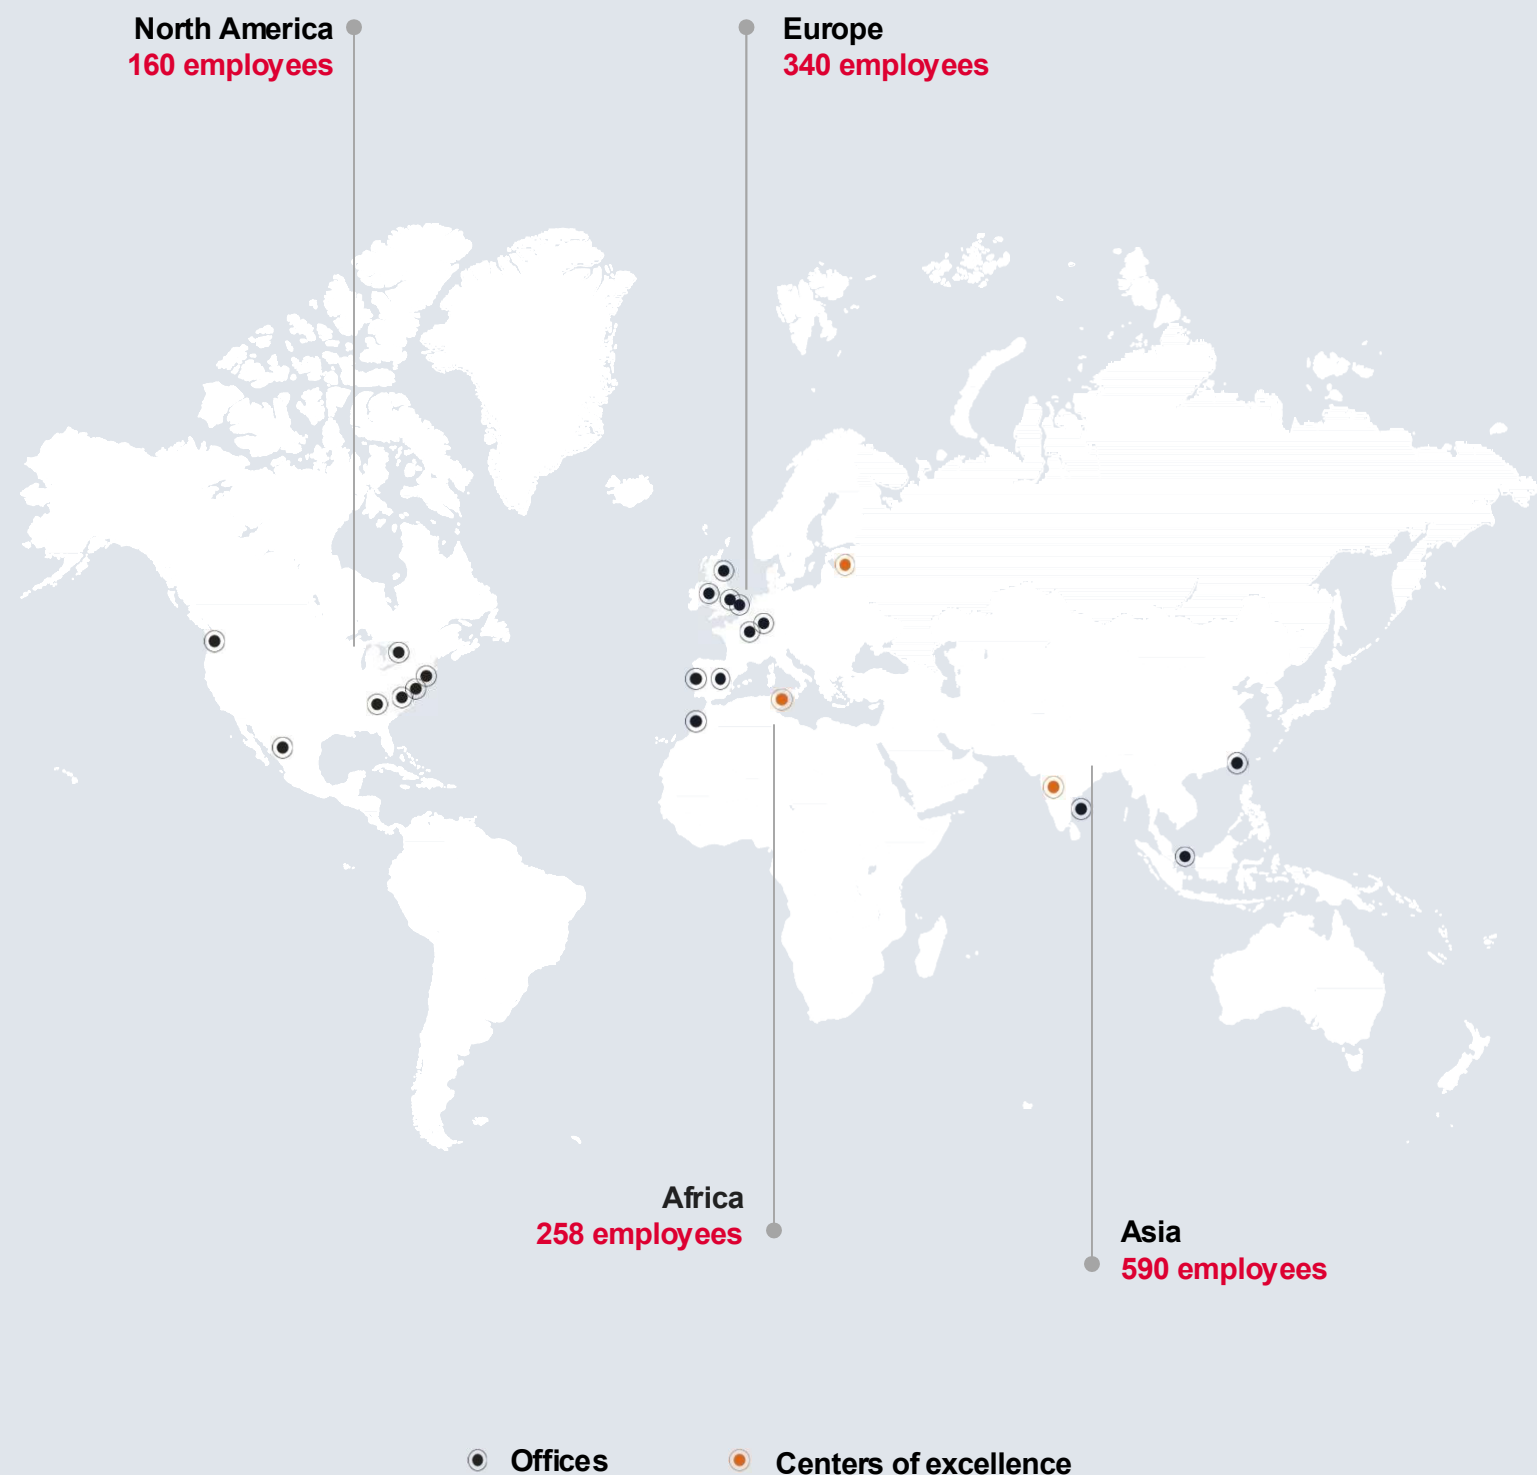 North America
160 employees
Europe
340 employees
Africa
258 employees
Asia
590 employees
Offices
Centers of excellence